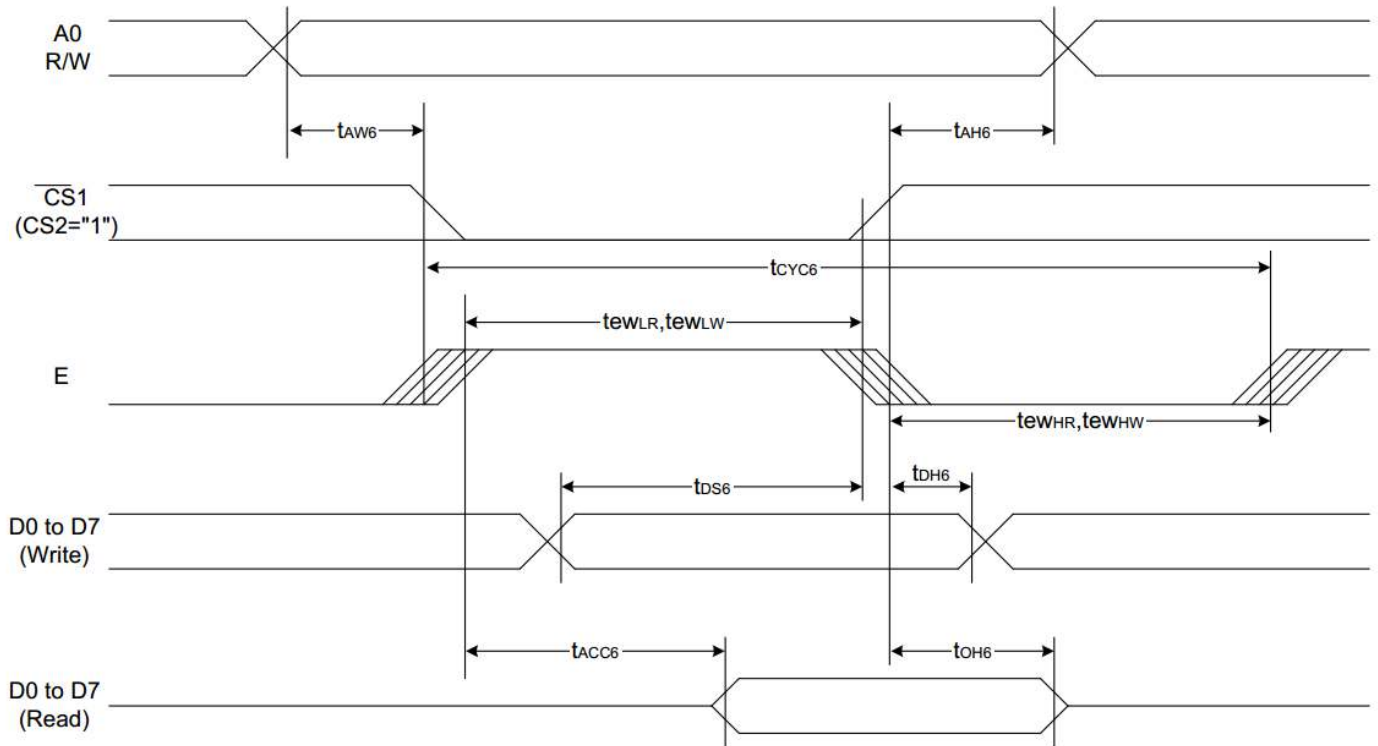 A0
R/W
tAW6
tAH6
CS1
(CS2="1")
tCYC6
tewLR,tewLW
E
tewHR,tewHW
tDS6
tDH6
D0 to D7
(Write)
tACC6
tOH6
D0 to D7
(Read)